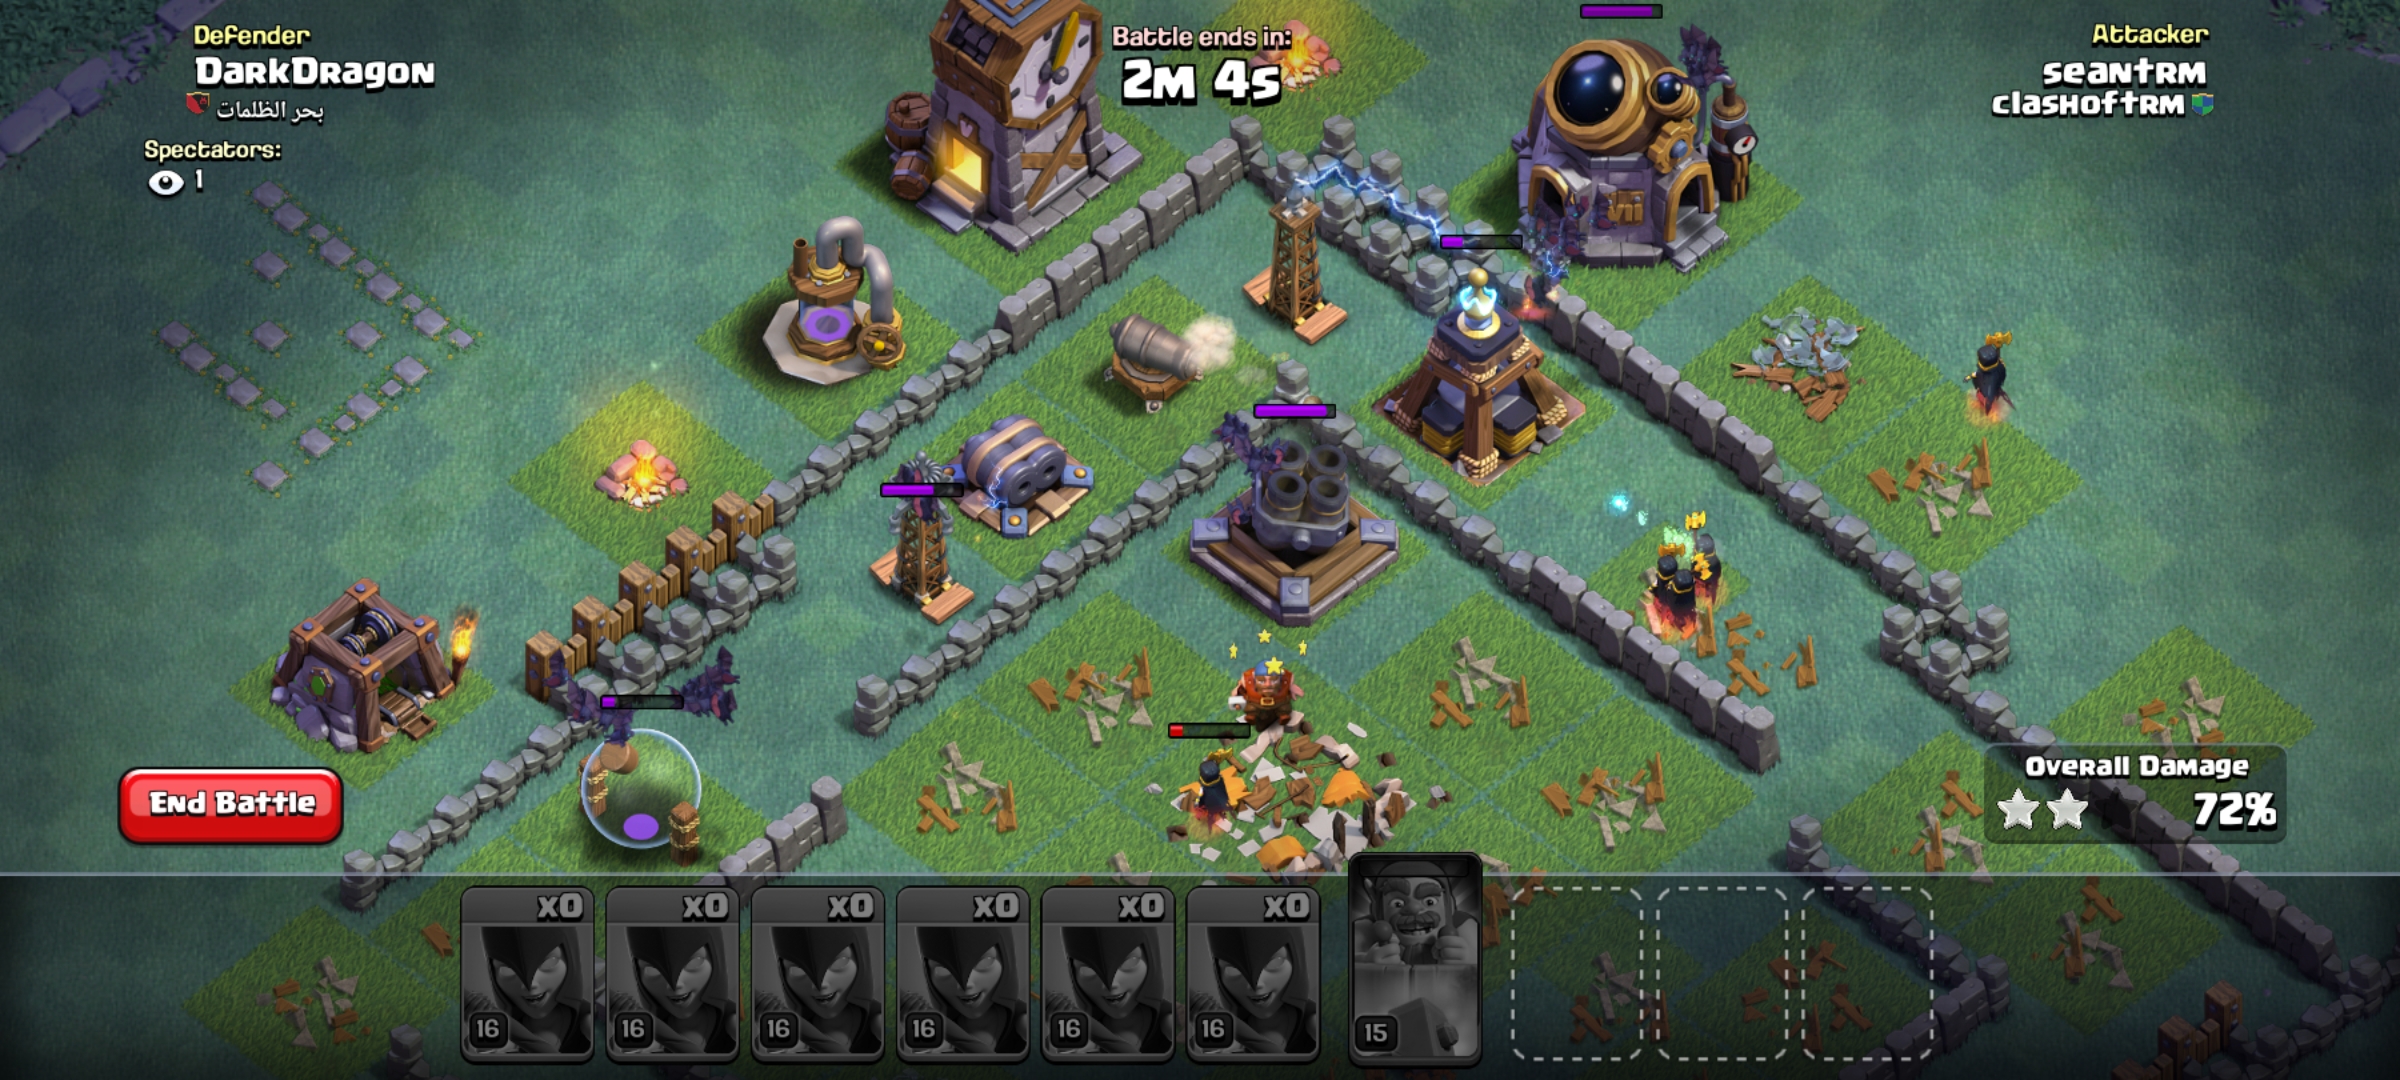 Defender
DarkDragon
بحر الظلمات
Spectators:
1
Battle ends in:
2m 4s
Attacker
seantrm
clashoftrm
VII
End Battle
Overall Damage
72%
x0 x0 x0 x0 x0 x0
16 16 16 16 16 16 15